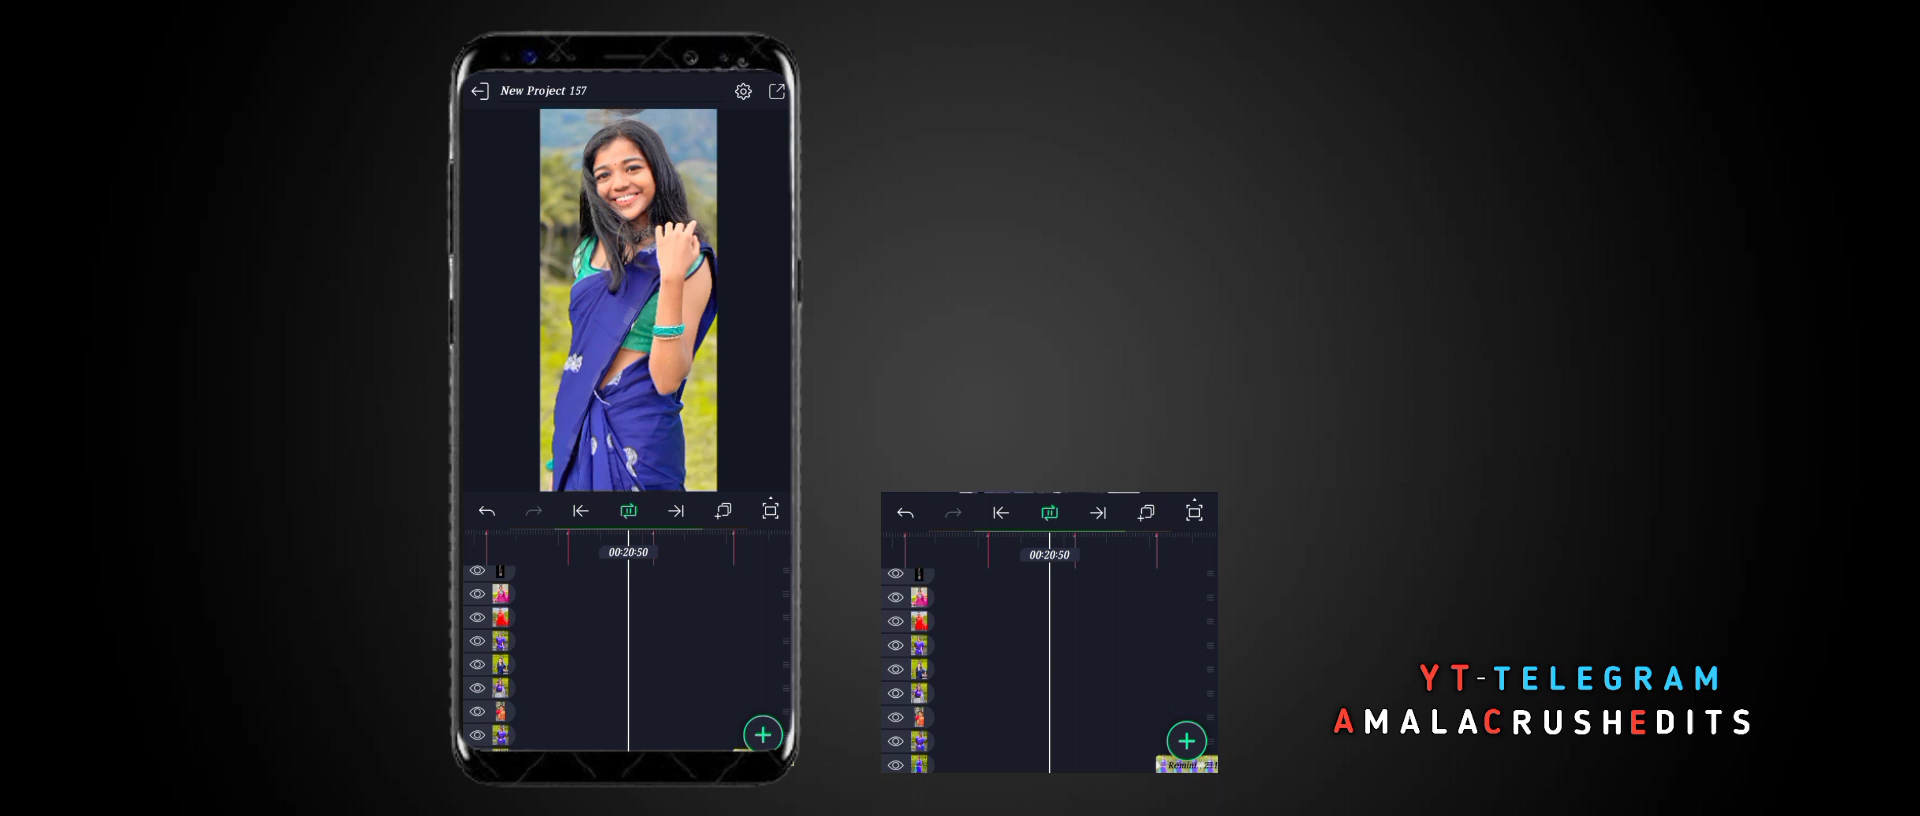 New Project 157
00:20:50
00:20:50
YT-TELEGRAM
AMALACRUSHEDITS